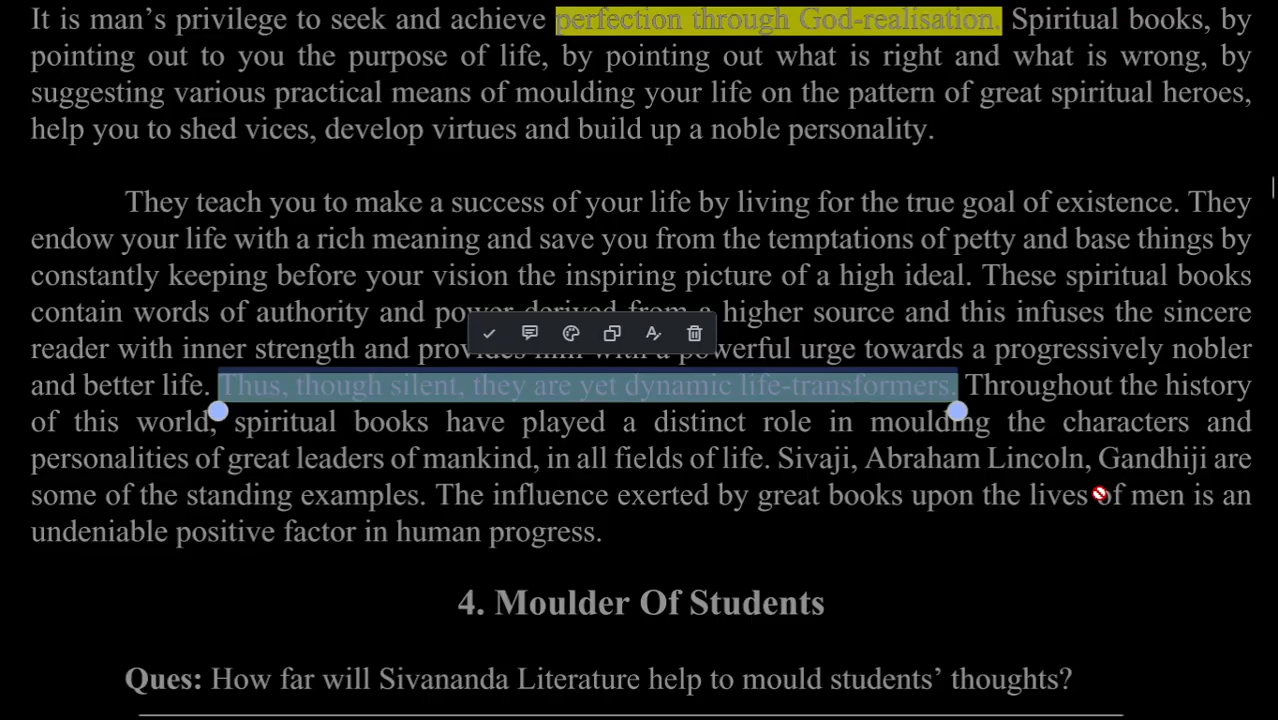 It is man’s privilege to seek and achieve perfection through God-realisation. Spiritual books, by
pointing out to you the purpose of life, by pointing out what is right and what is wrong, by
suggesting various practical means of moulding your life on the pattern of great spiritual heroes,
help you to shed vices, develop virtues and build up a noble personality.
They teach you to make a success of your life by living for the true goal of existence. They
endow your life with a rich meaning and save you from the temptations of petty and base things by
constantly keeping before your vision the inspiring picture of a high ideal. These spiritual books
contain words of authority and power derived from a higher source and this infuses the sincere
reader with inner strength and provides him with a powerful urge towards a progressively nobler
and better life. Thus, though silent, they are yet dynamic life-transformers. Throughout the history
of this world, spiritual books have played a distinct role in moulding the characters and
personalities of great leaders of mankind, in all fields of life. Sivaji, Abraham Lincoln, Gandhiji are
some of the standing examples. The influence exerted by great books upon the lives of men is an
undeniable positive factor in human progress.
4. Moulder Of Students
Ques: How far will Sivananda Literature help to mould students’ thoughts?